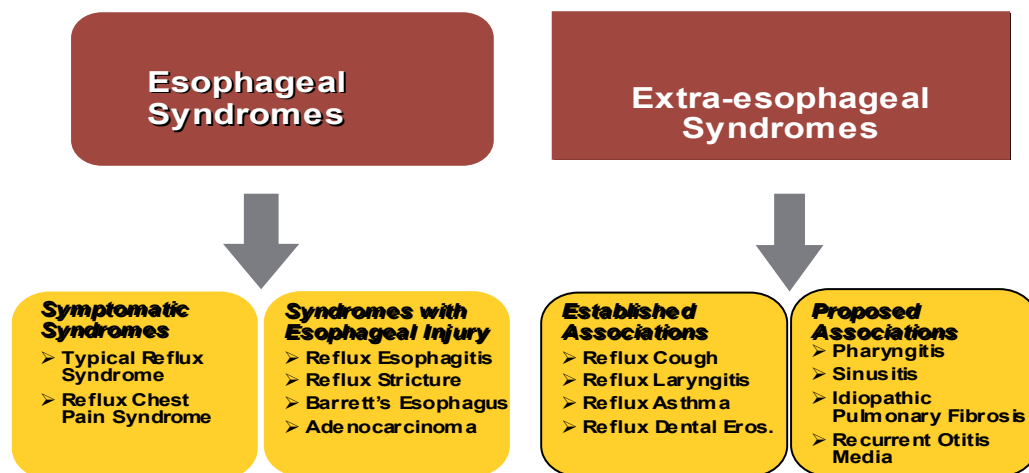 Esophageal
Syndromes
Extra-esophageal
Syndromes
Symptomatic
Syndromes
➢ Typical Reflux
Syndrome
➢ Reflux Chest
Pain Syndrome
Syndromes with
Esophageal Injury
➢ Reflux Esophagitis
➢ Reflux Stricture
➢ Barrett’s Esophagus
➢ Adenocarcinoma
Established
Associations
➢ Reflux Cough
➢ Reflux Laryngitis
➢ Reflux Asthma
➢ Reflux Dental Eros.
Proposed
Associations
➢ Pharyngitis
➢ Sinusitis
➢ Idiopathic
Pulmonary Fibrosis
➢ Recurrent Otitis
Media